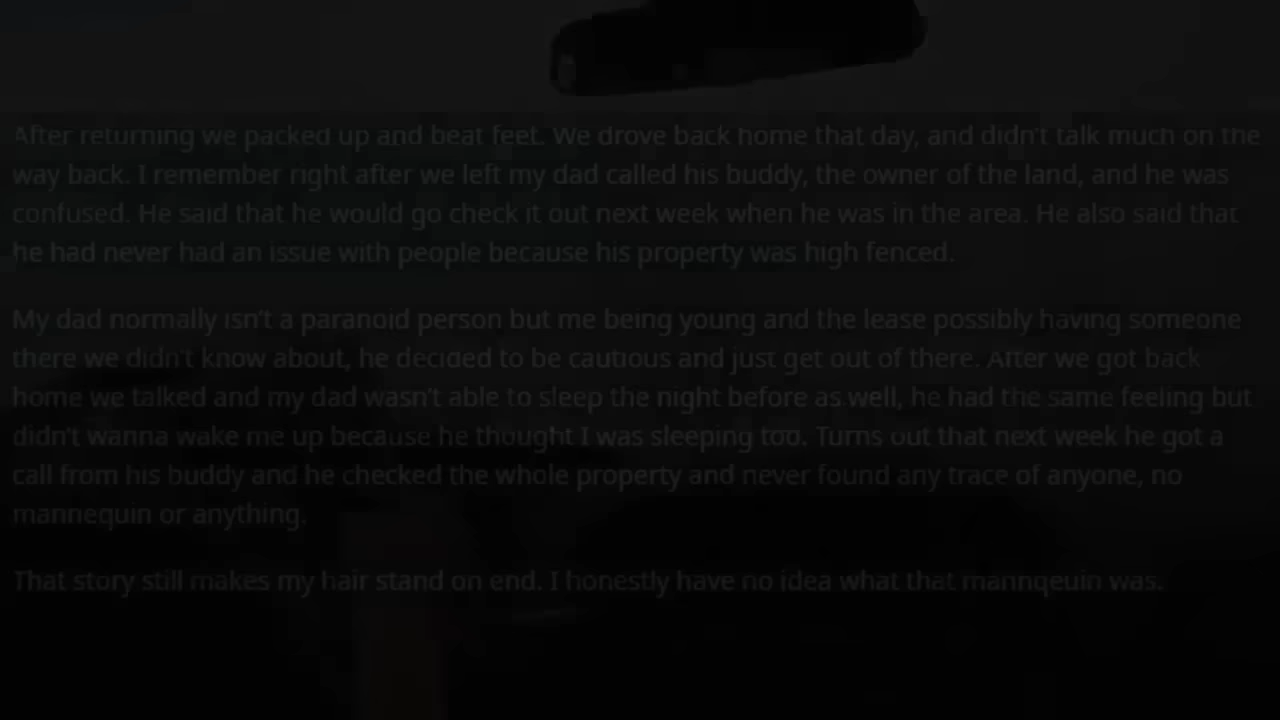 After returning we packed up and beat feet. We drove back home that day, and didn't talk much on the
way back. I remember right after we left my dad called his buddy, the owner of the land, and he was
confused. He said that he would go check it out next week when he was in the area. He also said that
he had never had an issue with people because his property was high fenced.
My dad normally isn't a paranoid person but me being young and the lease possibly having someone
there we didn't know about, he decided to be cautious and just get out of there. After we got back
home we talked and my dad wasn't able to sleep the night before as well, he had the same feeling but
didn't wanna wake me up because he thought I was sleeping too. Turns out that next week he got a
call from his buddy and he checked the whole property and never found any trace of anyone, no
mannequin or anything.
That story still makes my hair stand on end. I honestly have no idea what that mannqeuin was.